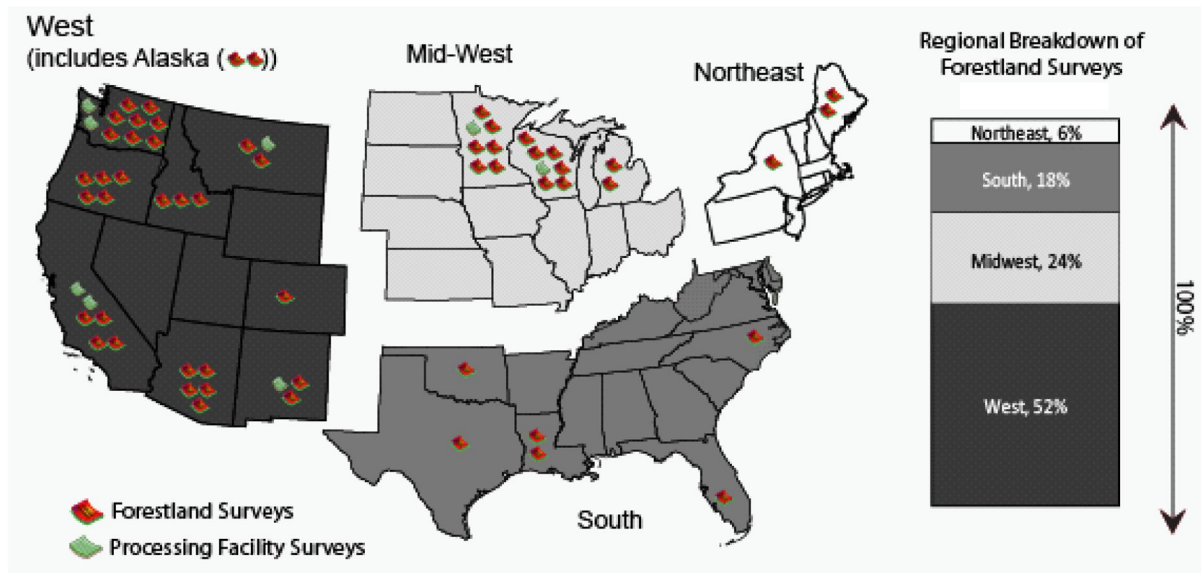 West
(includes Alaska ( ))
Mid-West
Northeast
South
Forestland Surveys
Processing Facility Surveys
Regional Breakdown of
Forestland Surveys
Northeast, 6%
South, 18%
Midwest, 24%
West, 52%
100%